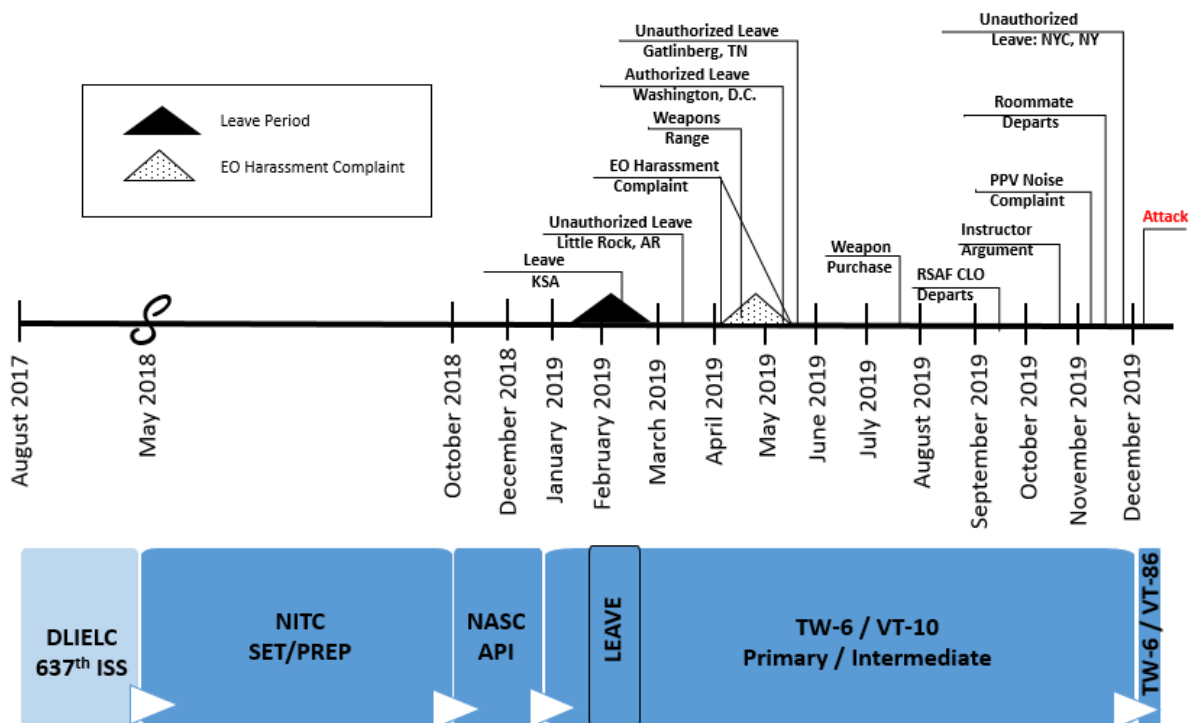 Unauthorized Leave
Gatlinberg, TN
Unauthorized
Leave: NYC, NY
Authorized Leave
Washington, D.C.
Roommate
Departs
Leave Period
Weapons
Range
EO Harassment Complaint
EO Harassment
Complaint
PPV Noise
Complaint
Unauthorized Leave
Little Rock, AR
Attack
Instructor
Argument
Weapon
Purchase
Leave
KSA
RSAF CLO
Departs
August 2017
May 2018
October 2018
December 2018
January 2019
February 2019
March 2019
April 2019
May 2019
June 2019
July 2019
August 2019
September 2019
October 2019
November 2019
December 2019
DLIELC
637th ISS
NITC
SET/PREP
NASC
API
LEAVE
TW-6 / VT-10
Primary / Intermediate
TW-6 / VT-86